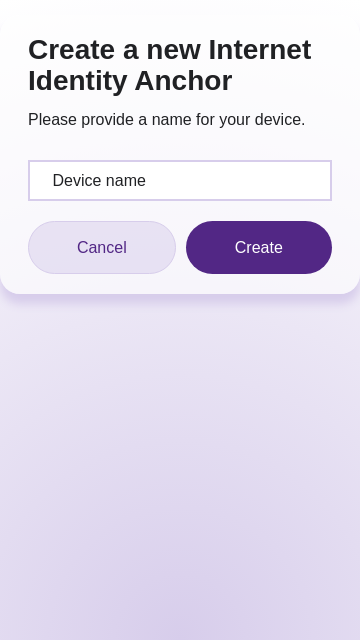 Create a new Internet
Identity Anchor
Please provide a name for your device.
Device name
Cancel
Create